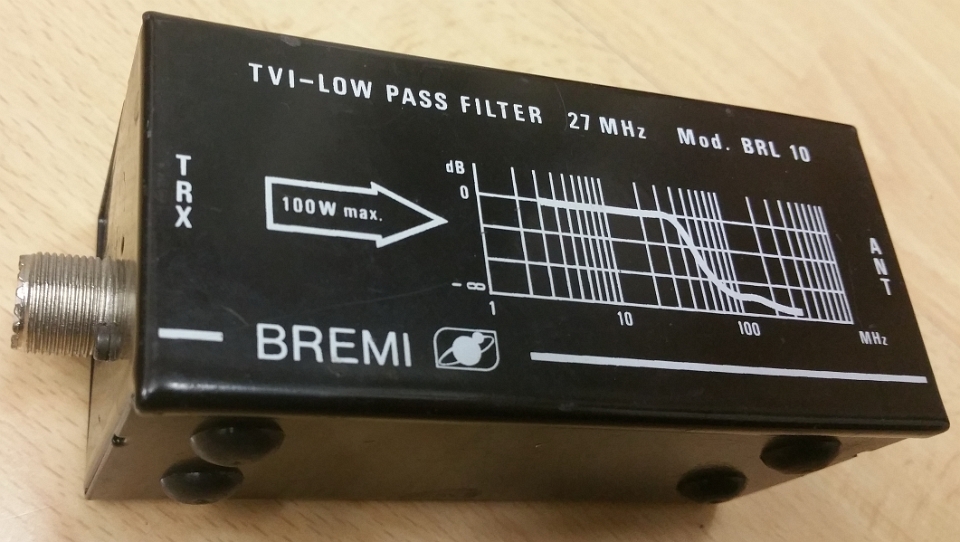 TVI-LOW PASS FILTER 27 MHz Mod. BRL 10
TRX
100W max.
dB
0
-∞
1
10
100
MHz
ANT
BREMI